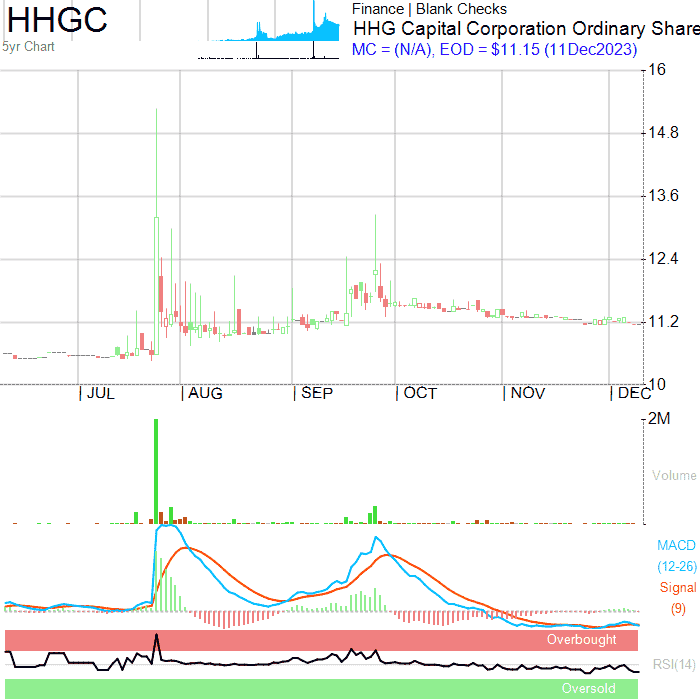 HHGC
5yr Chart
Finance | Blank Checks
HHG Capital Corporation Ordinary Share
MC = (N/A), EOD = $11.15 (11Dec2023)
16
14.8
13.6
12.4
11.2
10
JUL AUG SEP OCT NOV DEC
2M
Volume
MACD
(12-26)
Signal
(9)
Overbought
RSI(14)
Oversold